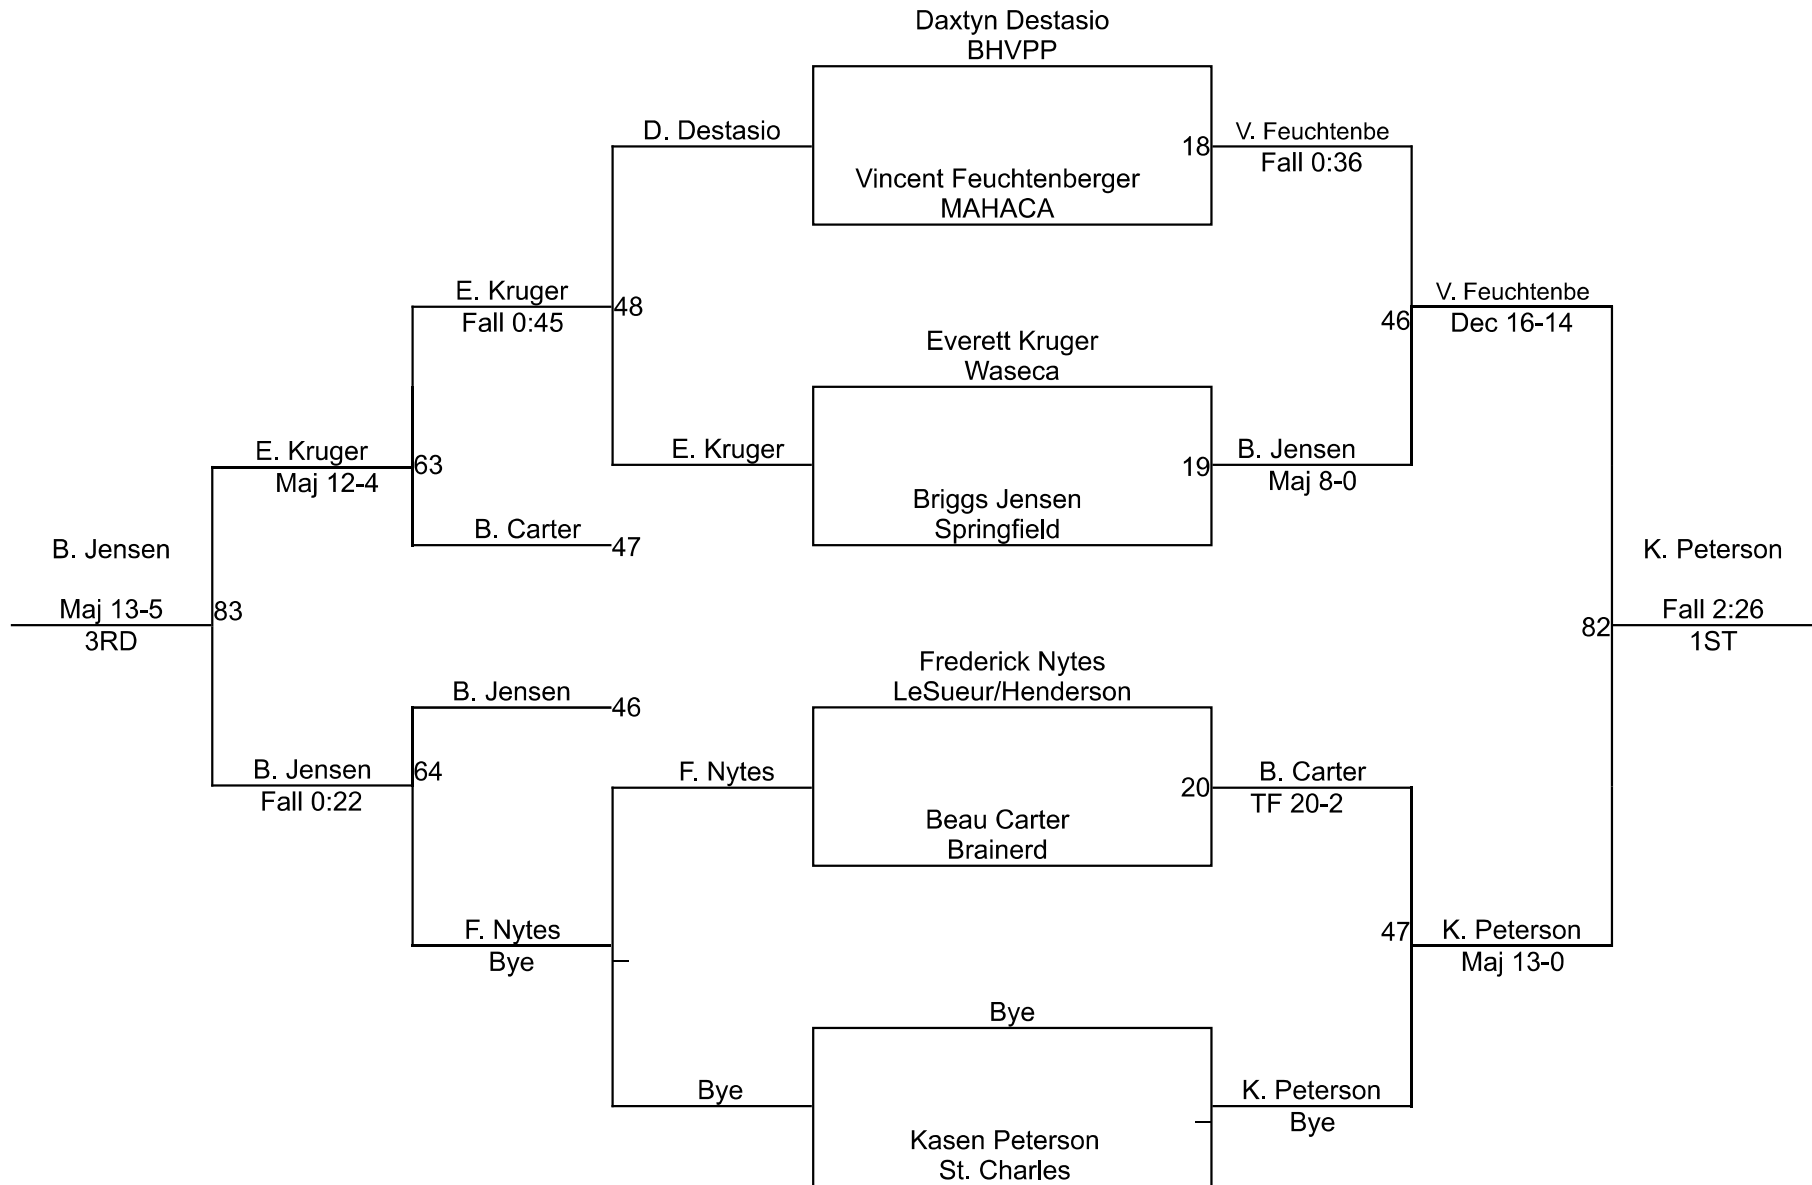 Daxtyn Destasio
BHVPP
D. Destasio
18
V. Feuchtenbe
Fall 0:36
Vincent Feuchtenberger
MAHACA
E. Kruger
Fall 0:45
48
V. Feuchtenbe
Dec 16-14
46
Everett Kruger
Waseca
E. Kruger
Maj 12-4
63
E. Kruger
19
B. Jensen
Maj 8-0
Briggs Jensen
Springfield
B. Carter
47
B. Jensen
Maj 13-5
3RD
83
K. Peterson
Fall 2:26
1ST
82
Frederick Nytes
LeSueur/Henderson
B. Jensen
46
B. Jensen
Fall 0:22
64
F. Nytes
20
B. Carter
TF 20-2
Beau Carter
Brainerd
F. Nytes
Bye
47
K. Peterson
Maj 13-0
Bye
Bye
K. Peterson
Bye
Kasen Peterson
St. Charles